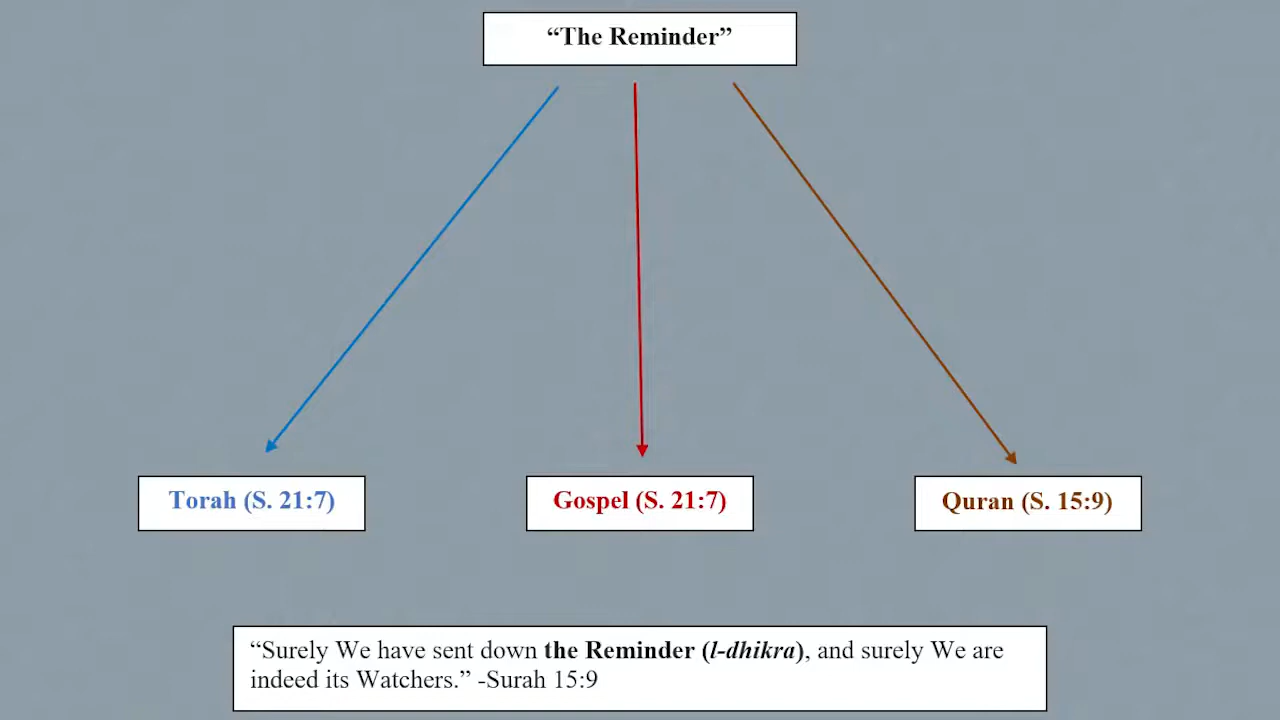 “The Reminder”
Torah (S. 21:7)
Gospel (S. 21:7)
Quran (S. 15:9)
“Surely We have sent down the Reminder (l-dhikra), and surely We are
indeed its Watchers.” -Surah 15:9